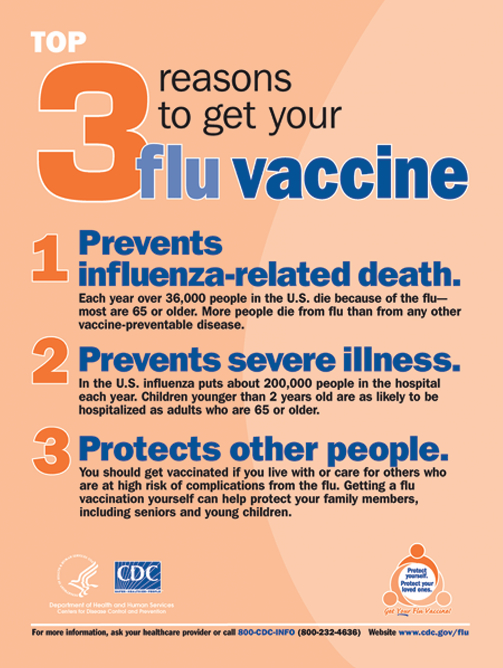 TOP
3
reasons
to get your
flu vaccine
1
Prevents
influenza-related death.
Each year over 36,000 people in the U.S. die because of the flu—
most are 65 or older. More people die from flu than from any other
vaccine-preventable disease.
2
Prevents severe illness.
In the U.S. influenza puts about 200,000 people in the hospital
each year. Children younger than 2 years old are as likely to be
hospitalized as adults who are 65 or older.
3
Protects other people.
You should get vaccinated if you live with or care for others who
are at high risk of complications from the flu. Getting a flu
vaccination yourself can help protect your family members,
including seniors and young children.
CDC
SAFER • HEALTHIER • PEOPLE
Department of Health and Human Services
Centers for Disease Control and Prevention
Protect
yourself.
Protect your
loved ones.
Get Your Flu Vaccine!
For more information, ask your healthcare provider or call 800-CDC-INFO (800-232-4636) Website www.cdc.gov/flu